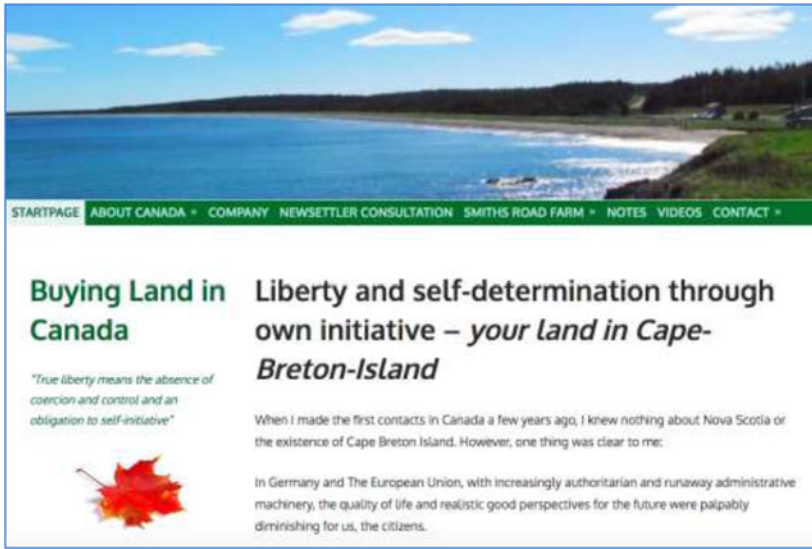 STARTPAGE ABOUT CANADA » COMPANY NEWSETTLER CONSULTATION SMITHS ROAD FARM » NOTES VIDEOS CONTACT »
Buying Land in
Canada
"True liberty means the absence of
coercion and control and an
obligation to self-initiative"
Liberty and self-determination through
own initiative – your land in Cape-
Breton-Island
When I made the first contacts in Canada a few years ago, I knew nothing about Nova Scotia or
the existence of Cape Breton Island. However, one thing was clear to me:
In Germany and The European Union, with increasingly authoritarian and runaway administrative
machinery, the quality of life and realistic good perspectives for the future were palpably
diminishing for us, the citizens.